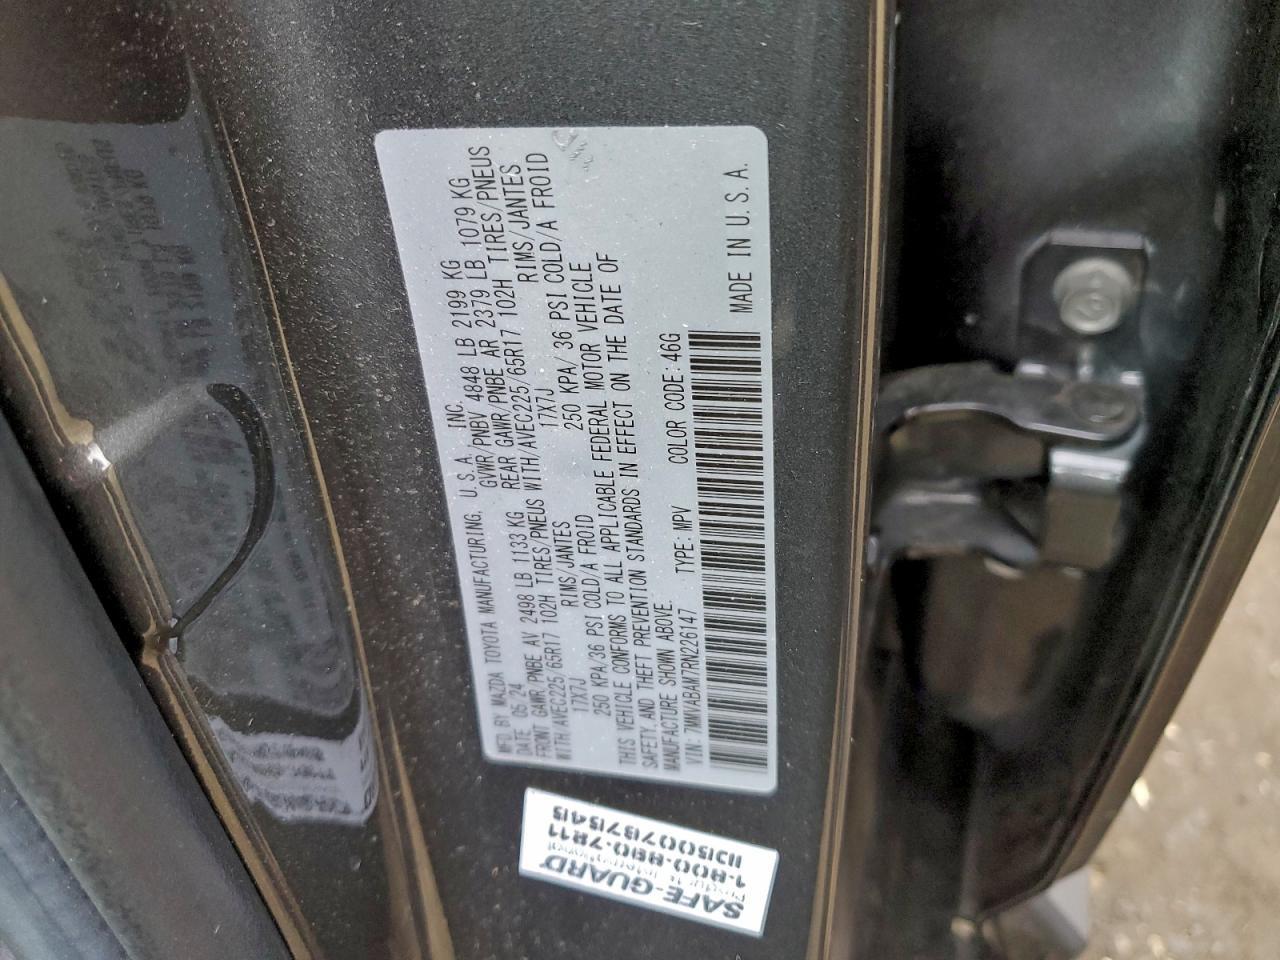 MFD BY MAZDA TOYOTA MANUFACTURING, U.S.A., INC.
DATE 05/24 GVWR/PNBV 4848 LB 2199 KG
FRONT GAWR/PNBE AV 2498 LB 1133 KG REAR GAWR/PNBE AR 2379 LB 1079 KG
WITH/AVEC225/65R17 102H TIRES/PNEUS WITH/AVEC225/65R17 102H TIRES/PNEUS
17X7J RIMS/JANTES 17X7J RIMS/JANTES
250 KPA/36 PSI COLD/A FROID 250 KPA/ 36 PSI COLD/A FROID
THIS VEHICLE CONFORMS TO ALL APPLICABLE FEDERAL MOTOR VEHICLE
SAFETY, AND THEFT PREVENTION STANDARDS IN EFFECT ON THE DATE OF
MANUFACTURE SHOWN ABOVE.
VIN: 7MMVABAM7RN226147 TYPE: MPV COLOR CODE: 46G
MADE IN U.S.A.
SAFE-GUARD
Products International
1-800-890-7211